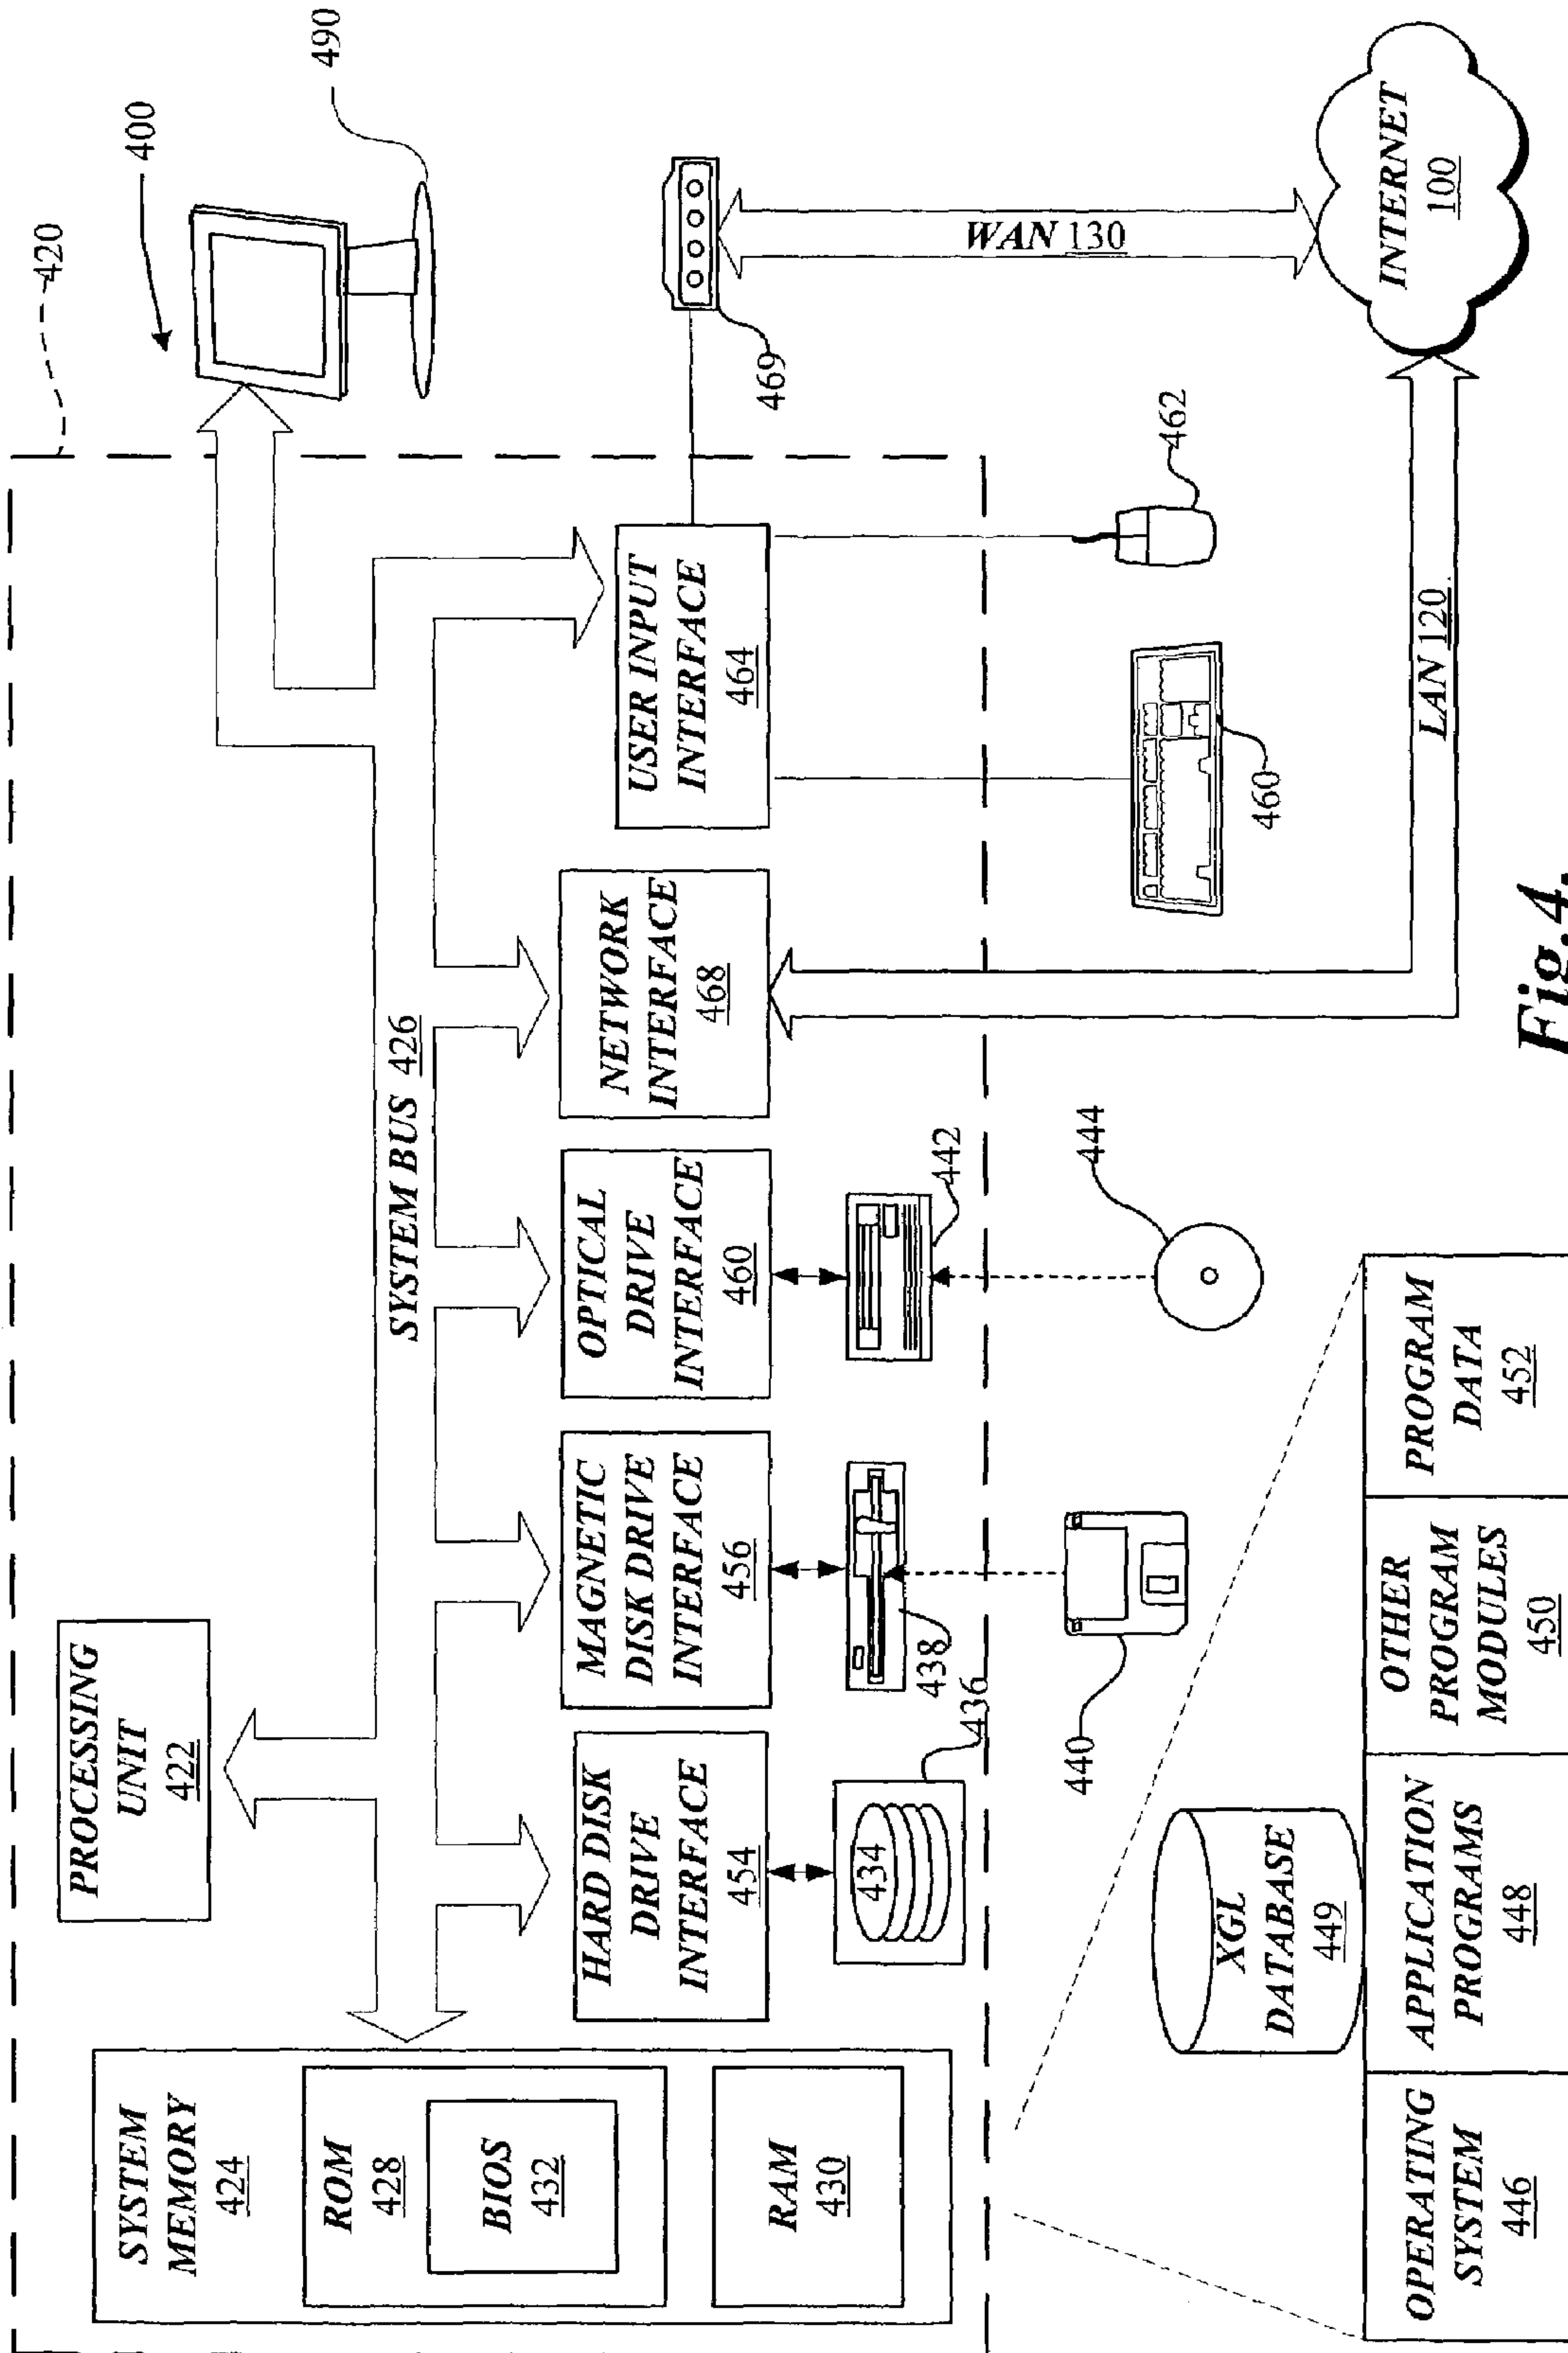 420
400
490
PROCESSING
UNIT
422
SYSTEM
MEMORY
424
ROM
428
BIOS
432
RAM
430
SYSTEM BUS 426
HARD DISK
DRIVE
INTERFACE
454
MAGNETIC
DISK DRIVE
INTERFACE
456
OPTICAL
DRIVE
INTERFACE
460
NETWORK
INTERFACE
468
USER INPUT
INTERFACE
464
469
434
436
438
442
440
444
460
462
WAN 130
LAN 120
INTERNET
100
XGL
DATABASE
449
OPERATING
SYSTEM
446
APPLICATION
PROGRAMS
448
OTHER
PROGRAM
MODULES
450
PROGRAM
DATA
452
Fig.4.